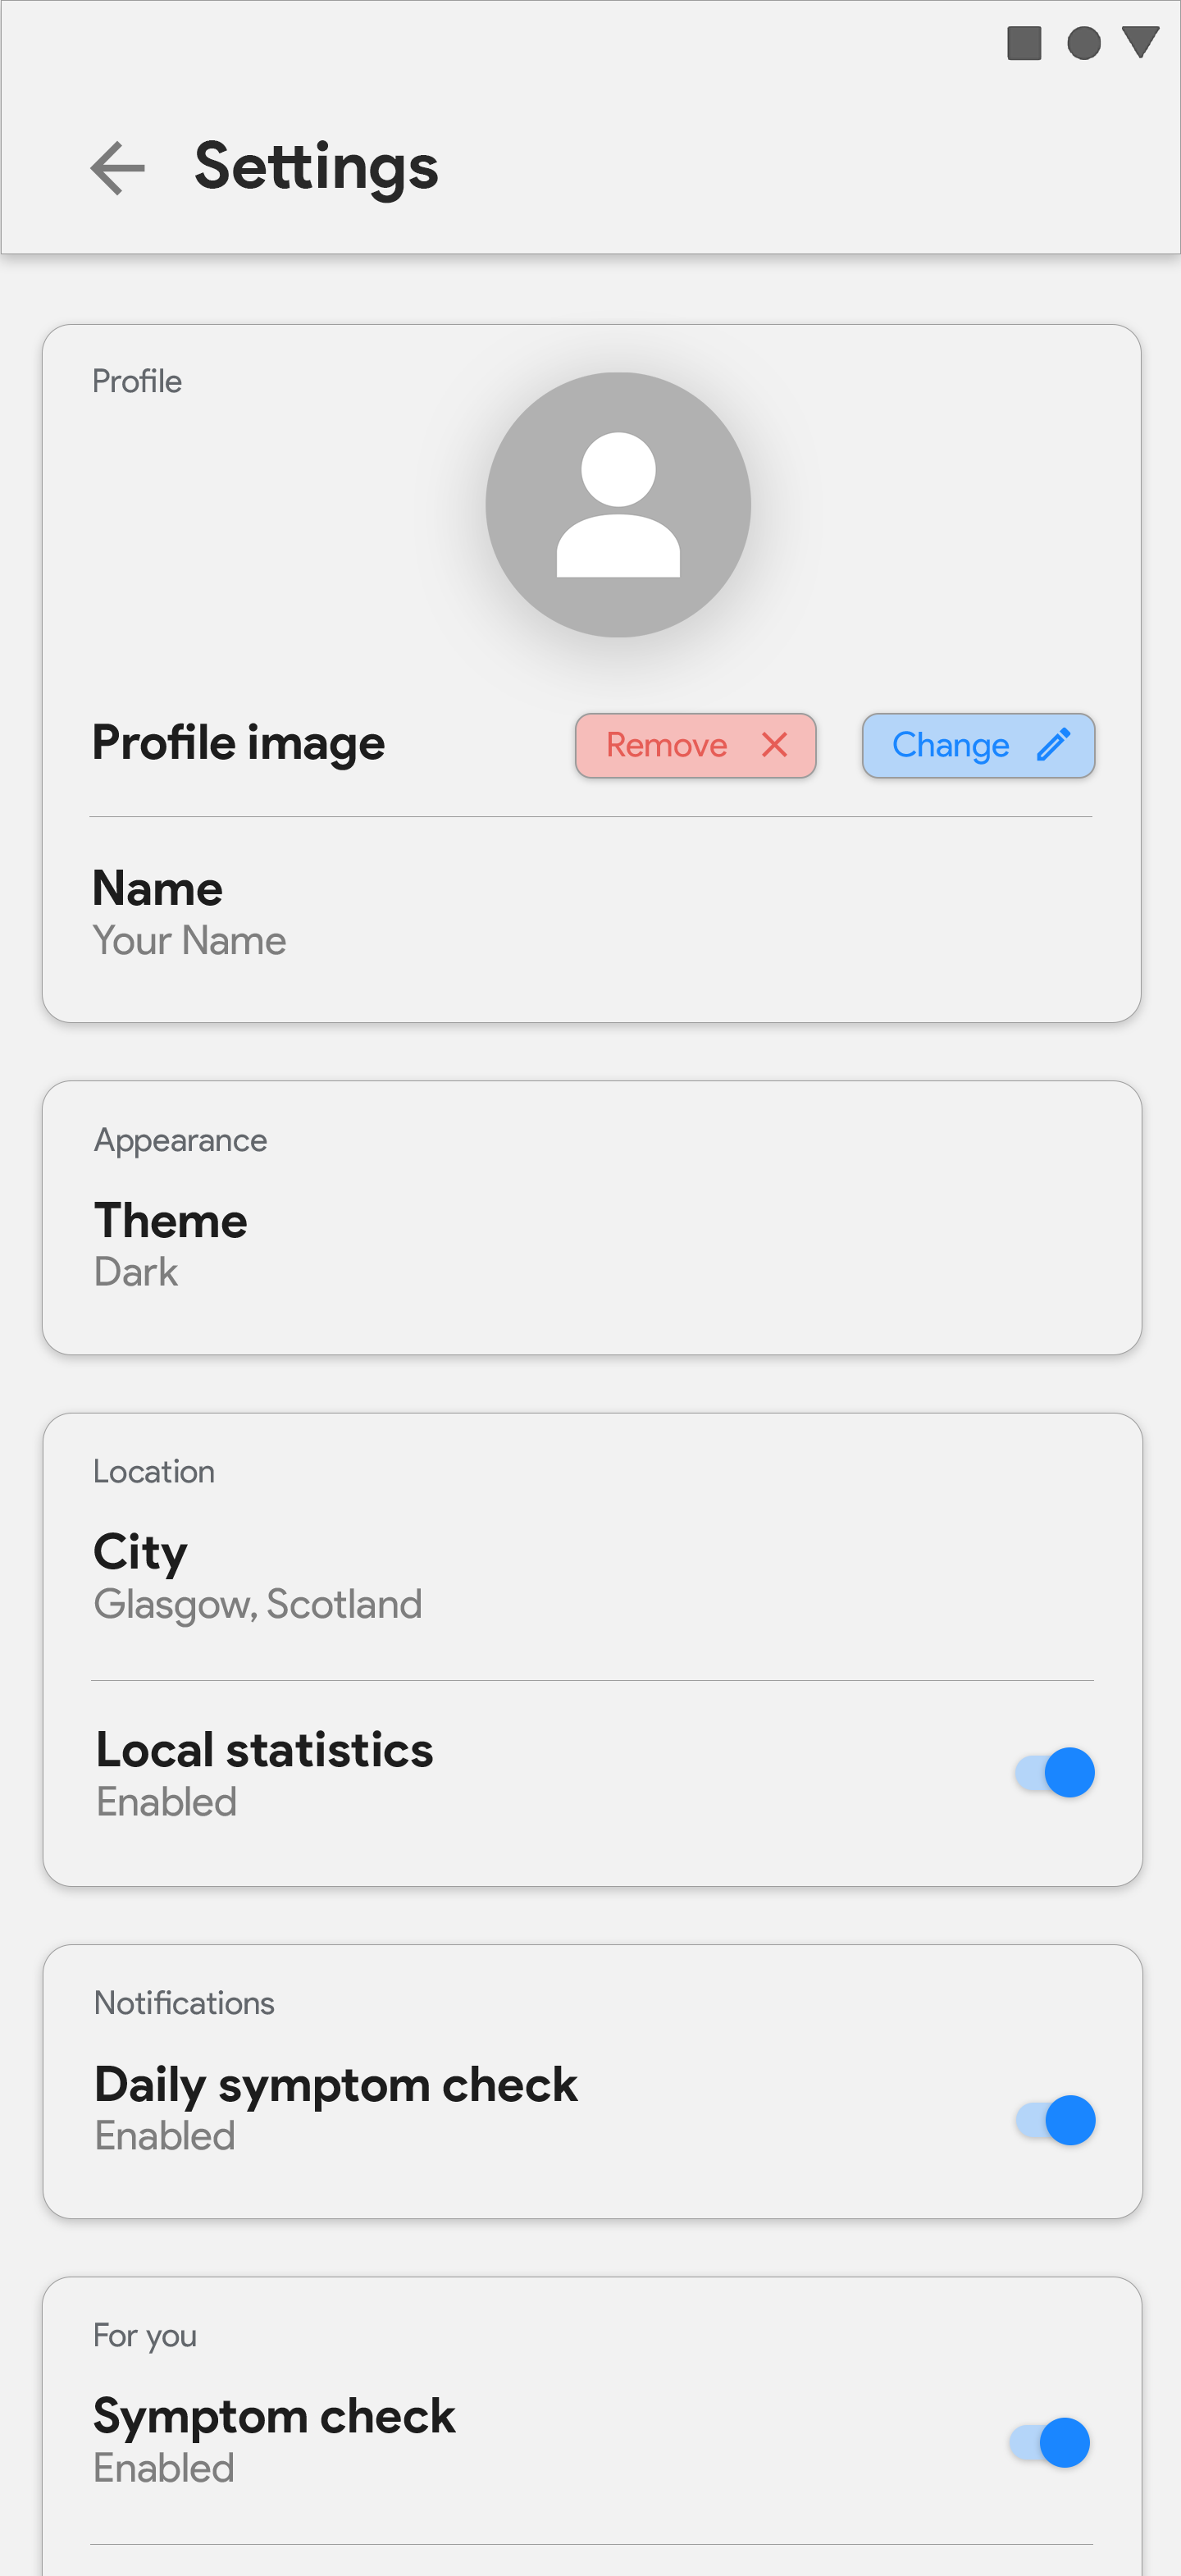 Settings
Profile
Profile image
Remove
Change
Name
Your Name
Appearance
Theme
Dark
Location
City
Glasgow, Scotland
Local statistics
Enabled
Notifications
Daily symptom check
Enabled
For you
Symptom check
Enabled